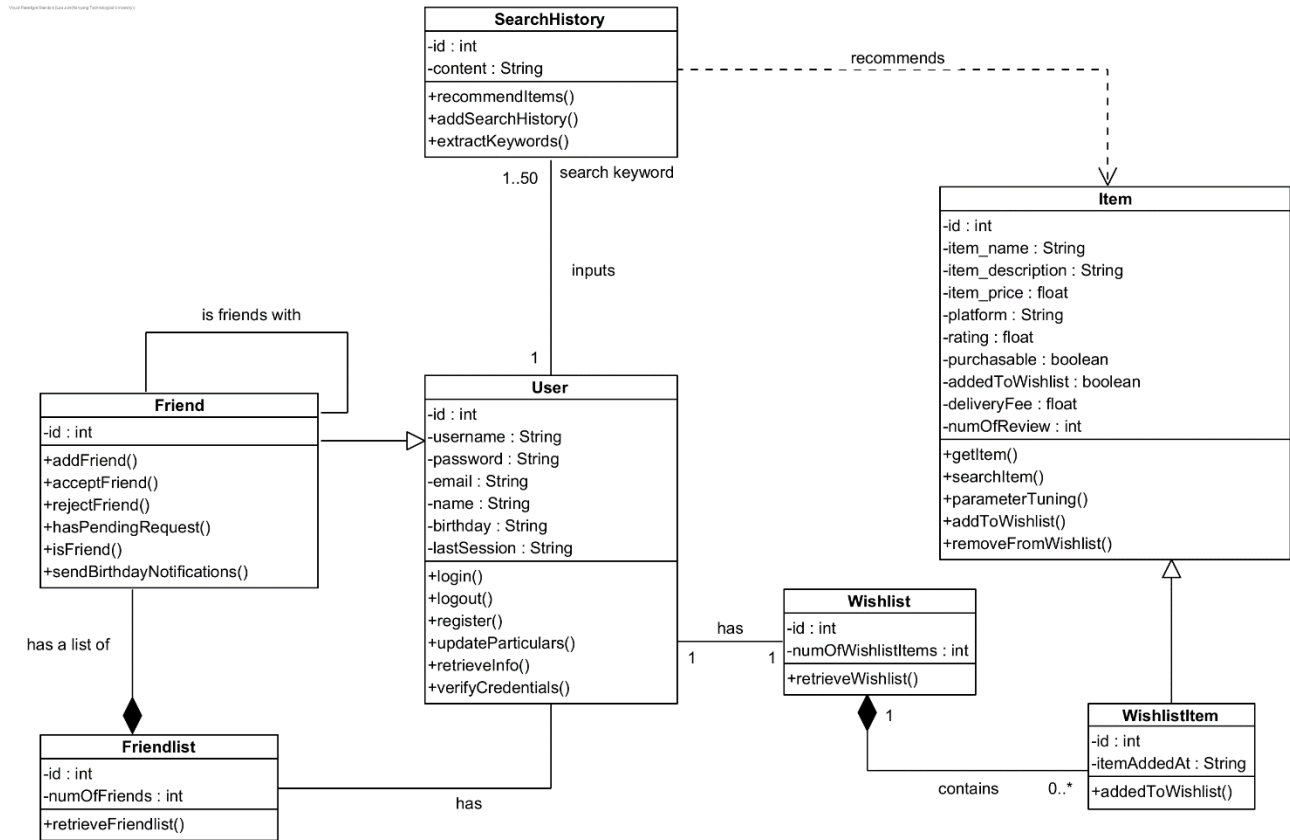 SearchHistory
-id : int
-content : String
+recommendItems()
+addSearchHistory()
+extractKeywords()
recommends
1..50
search keyword
inputs
1
Item
-id : int
-item_name : String
-item_description : String
-item_price : float
-platform : String
-rating : float
-purchasable : boolean
-addedToWishlist : boolean
-deliveryFee : float
-numOfReview : int
+getItem()
+searchItem()
+parameterTuning()
+addToWishlist()
+removeFromWishlist()
is friends with
Friend
-id : int
+addFriend()
+acceptFriend()
+rejectFriend()
+hasPendingRequest()
+isFriend()
+sendBirthdayNotifications()
User
-id : int
-username : String
-password : String
-email : String
-name : String
-birthday : String
-lastSession : String
+login()
+logout()
+register()
+updateParticulars()
+retrieveInfo()
+verifyCredentials()
has
1
1
Wishlist
-id : int
-numOfWishlistItems : int
+retrieveWishlist()
has a list of
Friendlist
-id : int
-numOfFriends : int
+retrieveFriendlist()
has
1
contains
0..*
WishlistItem
-id : int
-itemAddedAt : String
+addedToWishlist()